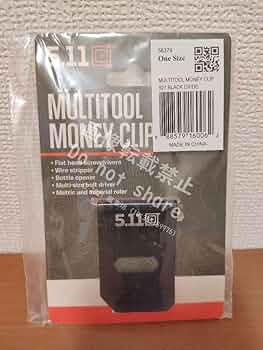 5.11
MULTITOOL
MONEY CLIP
• Flat head screwdrivers
• Wire stripper
• Bottle opener
• Multi-size bolt driver
• Metric and imperial ruler
56379
One Size
MULTITOOL MONEY CLIP
MADE IN CHINA
無断転載禁止
Do not share
5.11